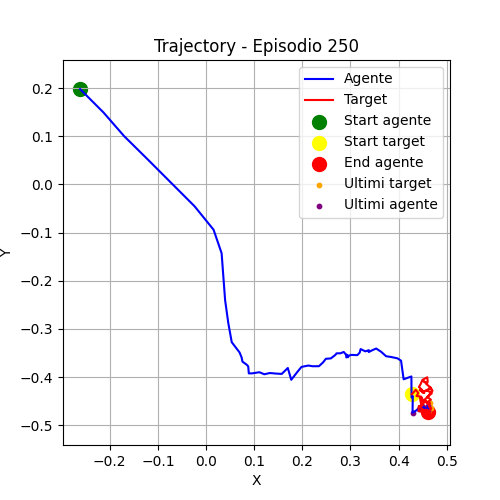 Trajectory - Episodio 250
Agente
Target
Start agente
Start target
End agente
Ultimi target
Ultimi agente
0.2
0.1
0.0
−0.1
−0.2
−0.3
−0.4
−0.5
Y
−0.2
−0.1
0.0
0.1
0.2
0.3
0.4
0.5
X